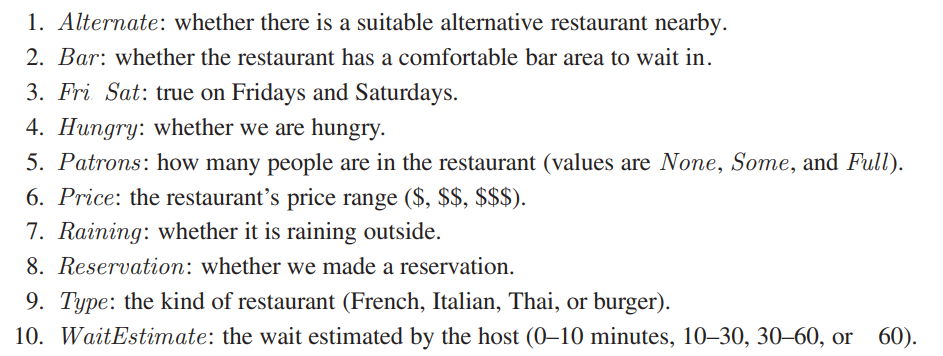 1. Alternate: whether there is a suitable alternative restaurant nearby.
2. Bar: whether the restaurant has a comfortable bar area to wait in.
3. Fri Sat: true on Fridays and Saturdays.
4. Hungry: whether we are hungry.
5. Patrons: how many people are in the restaurant (values are None, Some, and Full).
6. Price: the restaurant's price range ($, $$, $$$).
7. Raining: whether it is raining outside.
8. Reservation: whether we made a reservation.
9. Type: the kind of restaurant (French, Italian, Thai, or burger).
10. WaitEstimate: the wait estimated by the host (0–10 minutes, 10–30, 30–60, or 60).